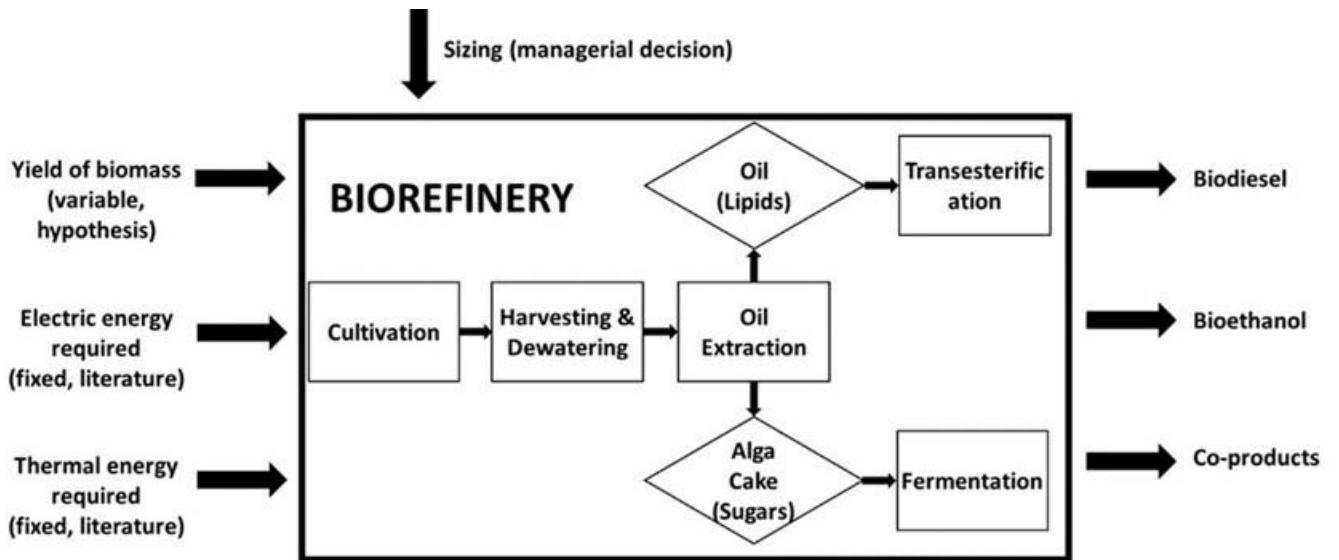 Sizing (managerial decision)
Yield of biomass
(variable,
hypothesis)
Electric energy
required
(fixed, literature)
Thermal energy
required
(fixed, literature)
BIOREFINERY
Cultivation
Harvesting &
Dewatering
Oil
Extraction
Oil
(Lipids)
Transesterific
ation
Alga
Cake
(Sugars)
Fermentation
Biodiesel
Bioethanol
Co-products